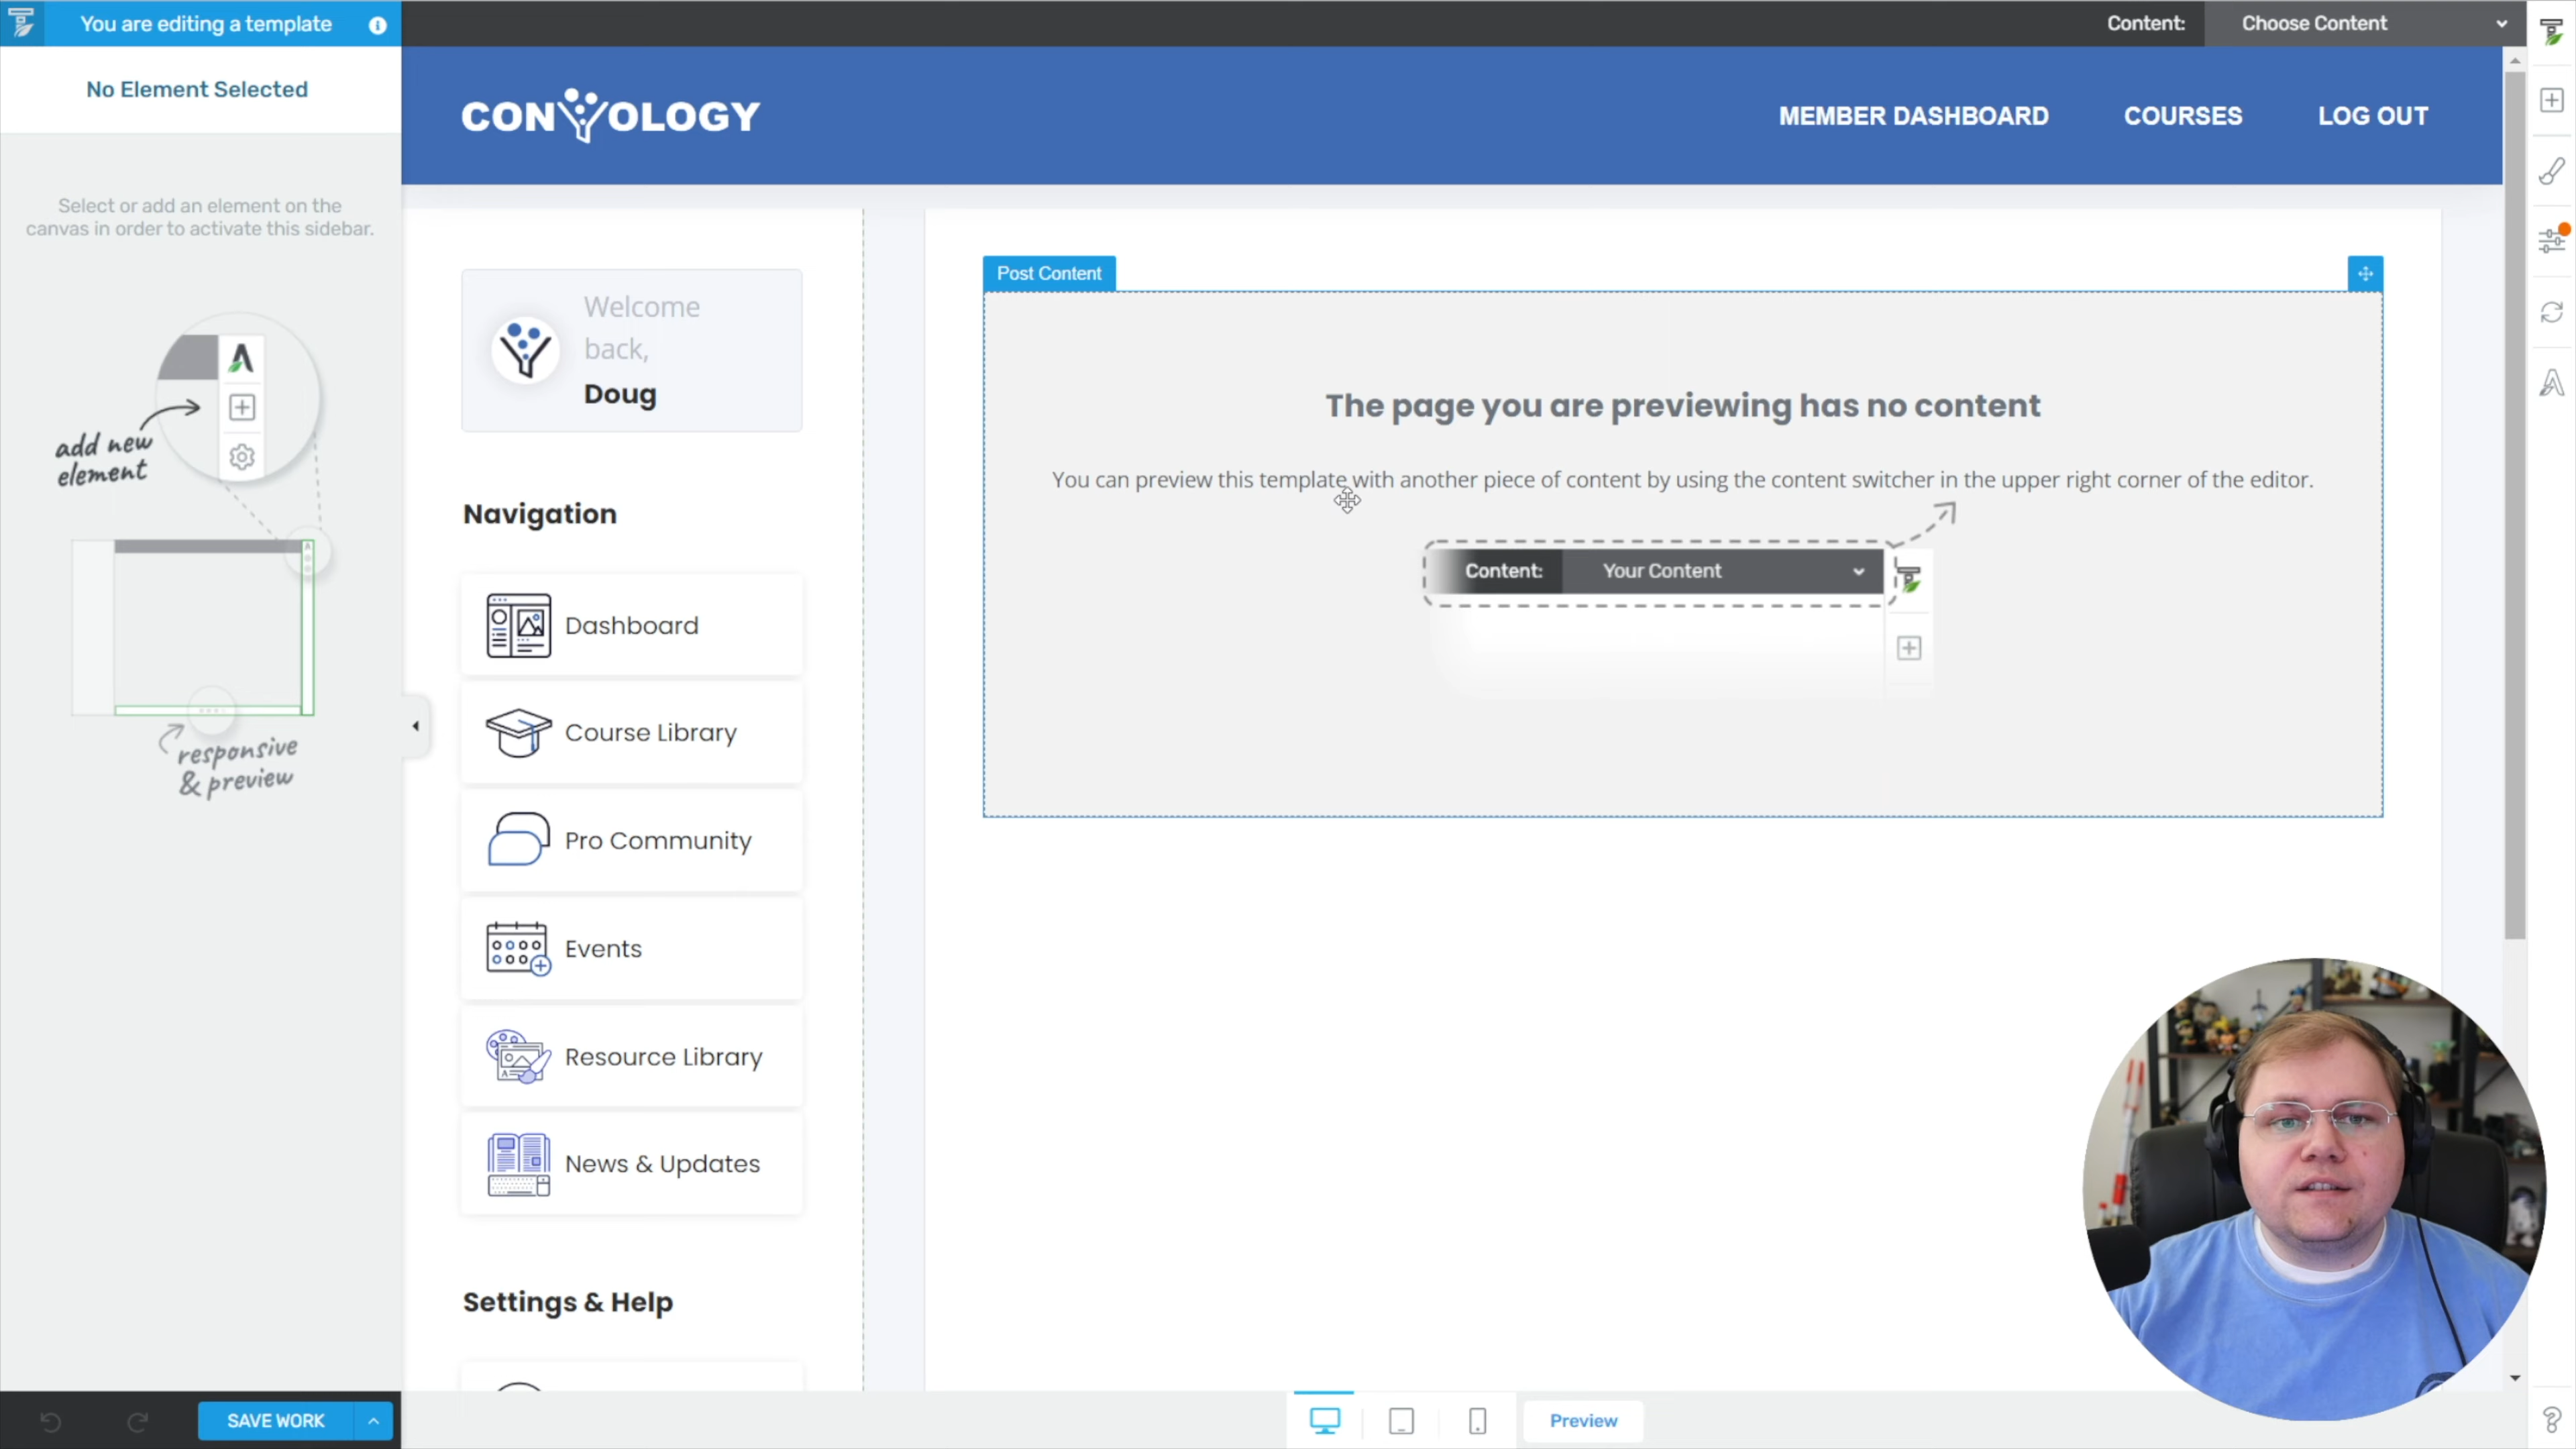 You are editing a template
Content:
Choose Content
No Element Selected
CONVOLOGY
MEMBER DASHBOARD
COURSES
LOG OUT
Select or add an element on the
canvas in order to activate this sidebar.
add new
element
responsive
& preview
Welcome
back,
Doug
Navigation
Dashboard
Course Library
Pro Community
Events
Resource Library
News & Updates
Settings & Help
Post Content
The page you are previewing has no content
You can preview this template with another piece of content by using the content switcher in the upper right corner of the editor.
Content:
Your Content
SAVE WORK
Preview